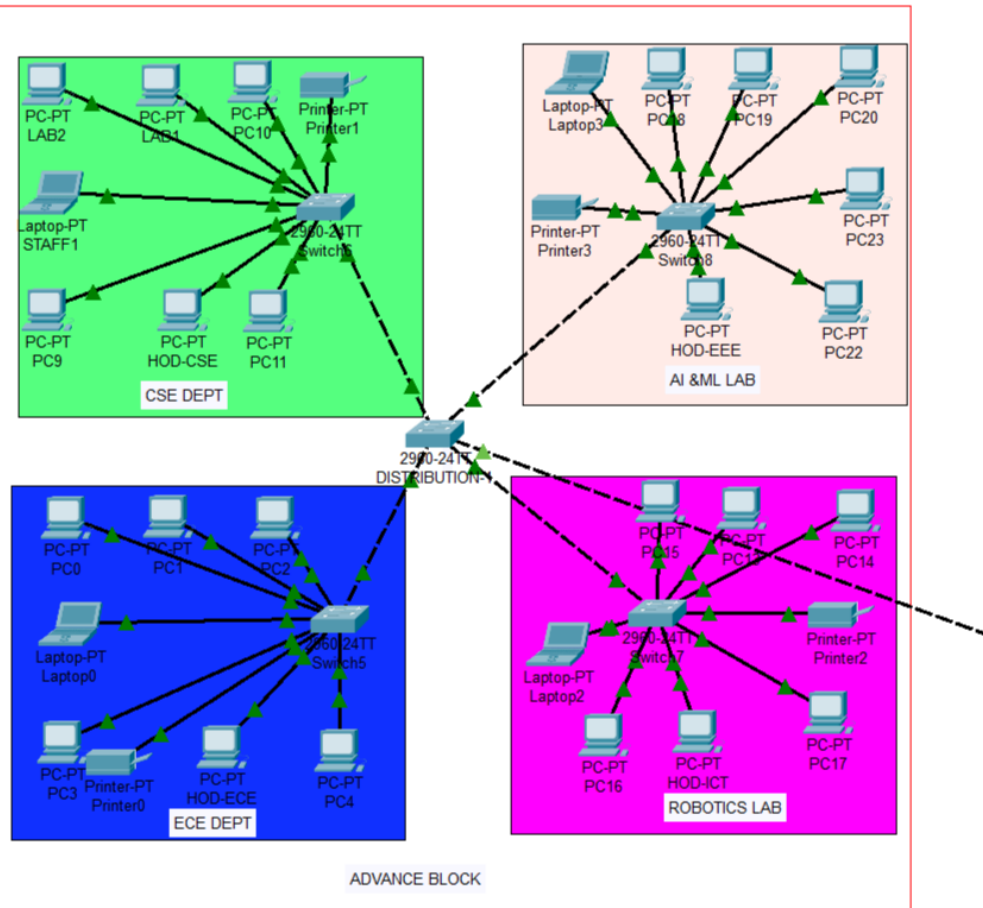 PC-PT
LAB2
PC-PT
LAB1
PC-PT
PC10
Printer-PT
Printer1
Laptop-PT
STAFF1
2960-24TT
Switch6
PC-PT
PC9
PC-PT
HOD-CSE
PC-PT
PC11
CSE DEPT
Laptop-PT
Laptop3
PC-PT
PC18
PC-PT
PC19
PC-PT
PC20
Printer-PT
Printer3
2960-24TT
Switch8
PC-PT
PC23
PC-PT
HOD-EEE
PC-PT
PC22
AI &ML LAB
2960-24TT
DISTRIBUTION-1
PC-PT
PC0
PC-PT
PC1
PC-PT
PC2
Laptop-PT
Laptop0
2960-24TT
Switch5
PC-PT
PC3
Printer-PT
Printer0
PC-PT
HOD-ECE
PC-PT
PC4
ECE DEPT
PC-PT
PC15
PC-PT
PC13
PC-PT
PC14
Laptop-PT
Laptop2
2960-24TT
Switch7
Printer-PT
Printer2
PC-PT
PC16
PC-PT
HOD-ICT
PC-PT
PC17
ROBOTICS LAB
ADVANCE BLOCK